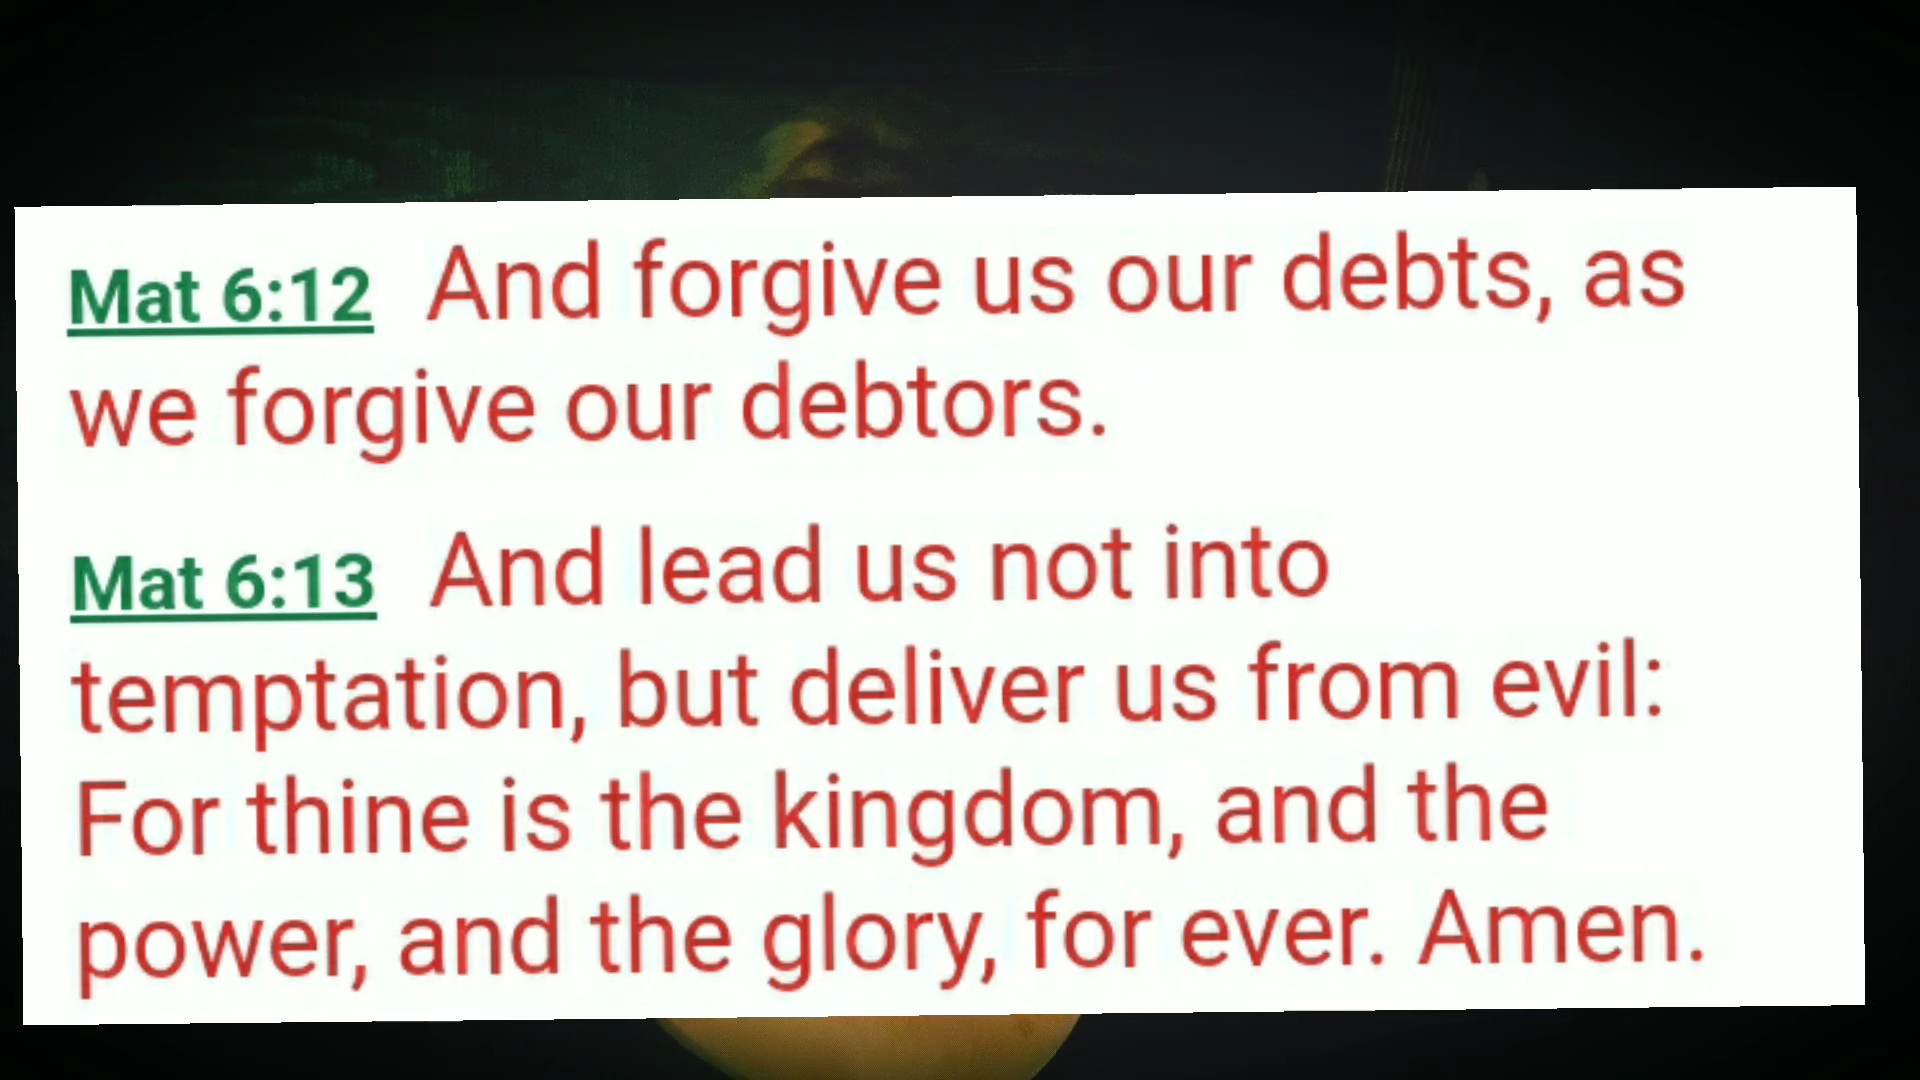 Mat 6:12 And forgive us our debts, as
we forgive our debtors.
Mat 6:13 And lead us not into
temptation, but deliver us from evil:
For thine is the kingdom, and the
power, and the glory, for ever. Amen.